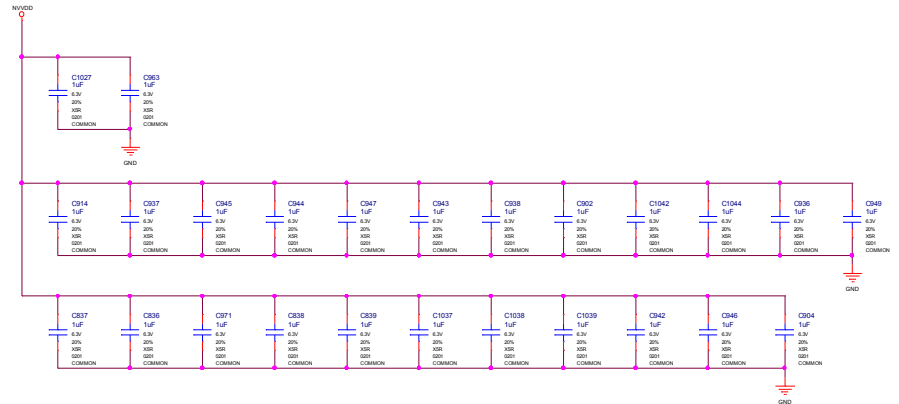 NVVDD
C1027 C963
1uF 1uF
6.3V 6.3V
20% 20%
X5R X5R
0201 0201
COMMON COMMON
GND
C914 C937 C945 C944 C947 C943 C938 C902 C1042 C1044 C936 C949
1uF 1uF 1uF 1uF 1uF 1uF 1uF 1uF 1uF 1uF 1uF 1uF
6.3V 6.3V 6.3V 6.3V 6.3V 6.3V 6.3V 6.3V 6.3V 6.3V 6.3V 6.3V
20% 20% 20% 20% 20% 20% 20% 20% 20% 20% 20% 20%
X5R X5R X5R X5R X5R X5R X5R X5R X5R X5R X5R X5R
0201 0201 0201 0201 0201 0201 0201 0201 0201 0201 0201 0201
COMMON COMMON COMMON COMMON COMMON COMMON COMMON COMMON COMMON COMMON COMMON COMMON
GND
C837 C836 C971 C838 C839 C1037 C1038 C1039 C942 C946 C904
1uF 1uF 1uF 1uF 1uF 1uF 1uF 1uF 1uF 1uF 1uF
6.3V 6.3V 6.3V 6.3V 6.3V 6.3V 6.3V 6.3V 6.3V 6.3V 6.3V
20% 20% 20% 20% 20% 20% 20% 20% 20% 20% 20%
X5R X5R X5R X5R X5R X5R X5R X5R X5R X5R X5R
0201 0201 0201 0201 0201 0201 0201 0201 0201 0201 0201
COMMON COMMON COMMON COMMON COMMON COMMON COMMON COMMON COMMON COMMON COMMON
GND